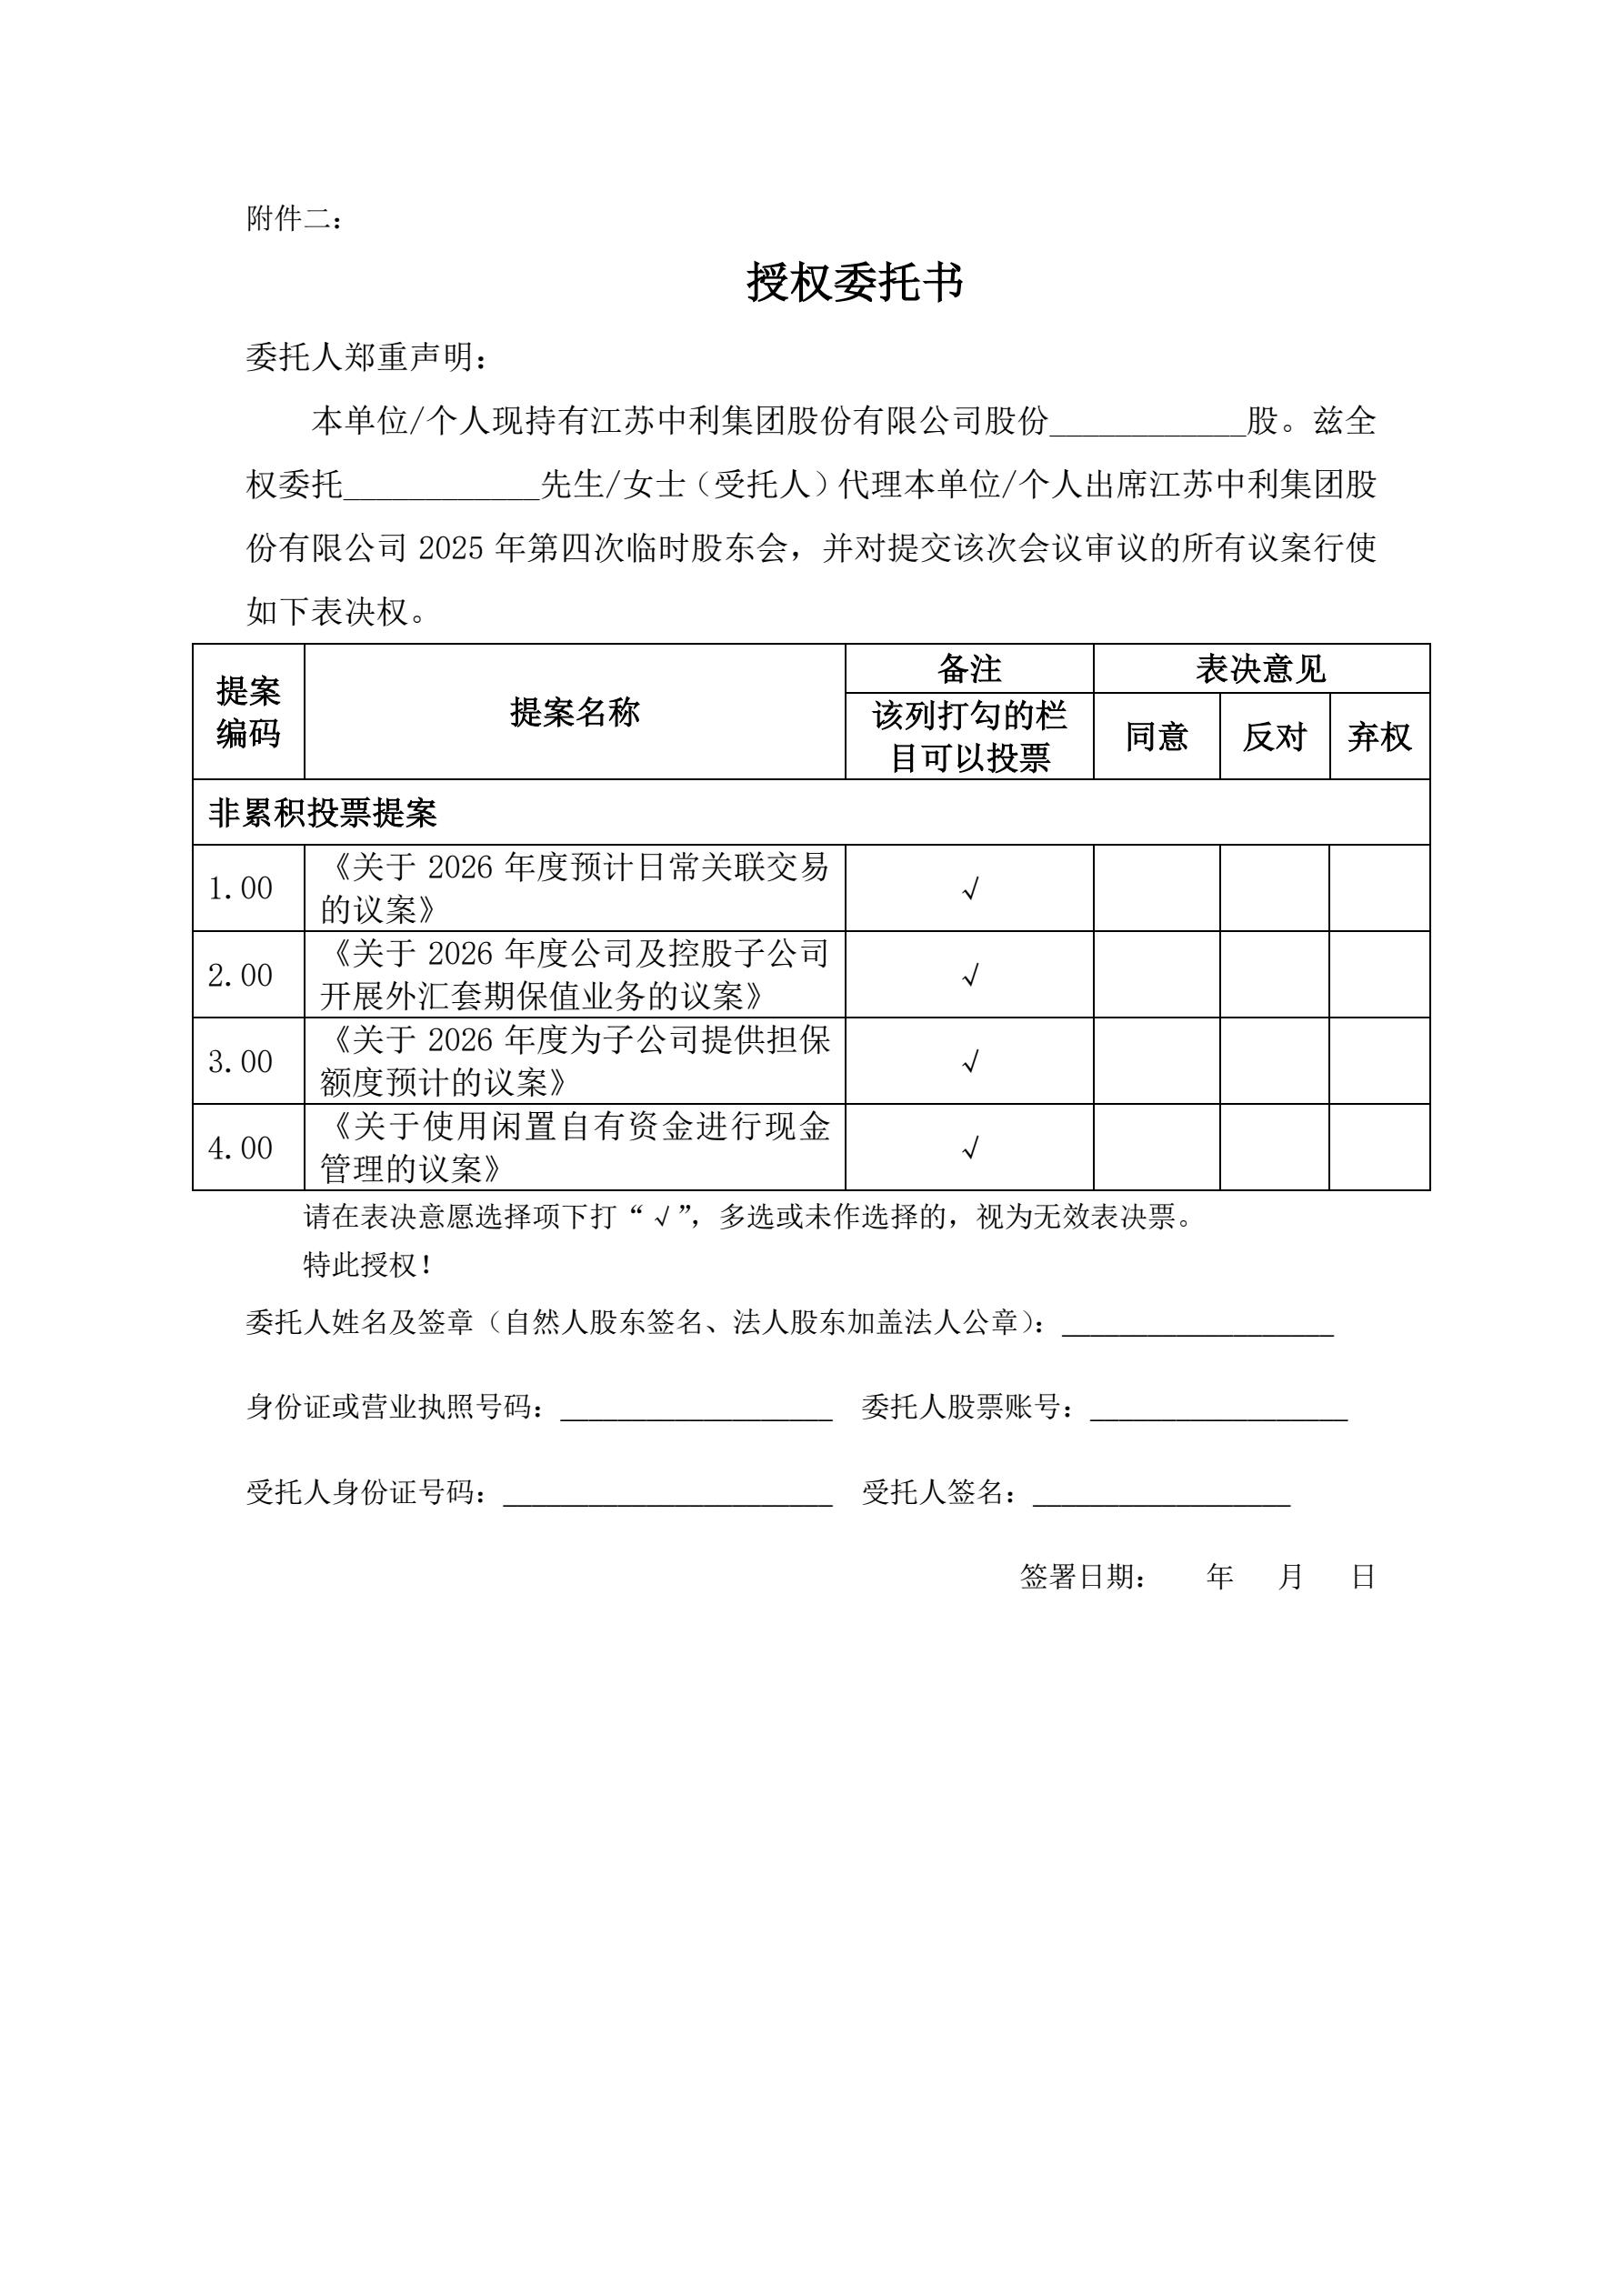 附件二：
授权委托书
委托人郑重声明：
本单位/个人现持有江苏中利集团股份有限公司股份____________股。兹全
权委托____________先生/女士（受托人）代理本单位/个人出席江苏中利集团股
份有限公司 2025 年第四次临时股东会，并对提交该次会议审议的所有议案行使
如下表决权。
提案
编码
提案名称
备注
表决意见
该列打勾的栏
目可以投票
同意
反对
弃权
非累积投票提案
1.00
《关于 2026 年度预计日常关联交易
的议案》
√
2.00
《关于 2026 年度公司及控股子公司
开展外汇套期保值业务的议案》
√
3.00
《关于 2026 年度为子公司提供担保
额度预计的议案》
√
4.00
《关于使用闲置自有资金进行现金
管理的议案》
√
请在表决意愿选择项下打“√”，多选或未作选择的，视为无效表决票。
特此授权！
委托人姓名及签章（自然人股东签名、法人股东加盖法人公章）：___________________
身份证或营业执照号码：___________________ 委托人股票账号：__________________
受托人身份证号码：_______________________ 受托人签名：__________________
签署日期： 年 月 日